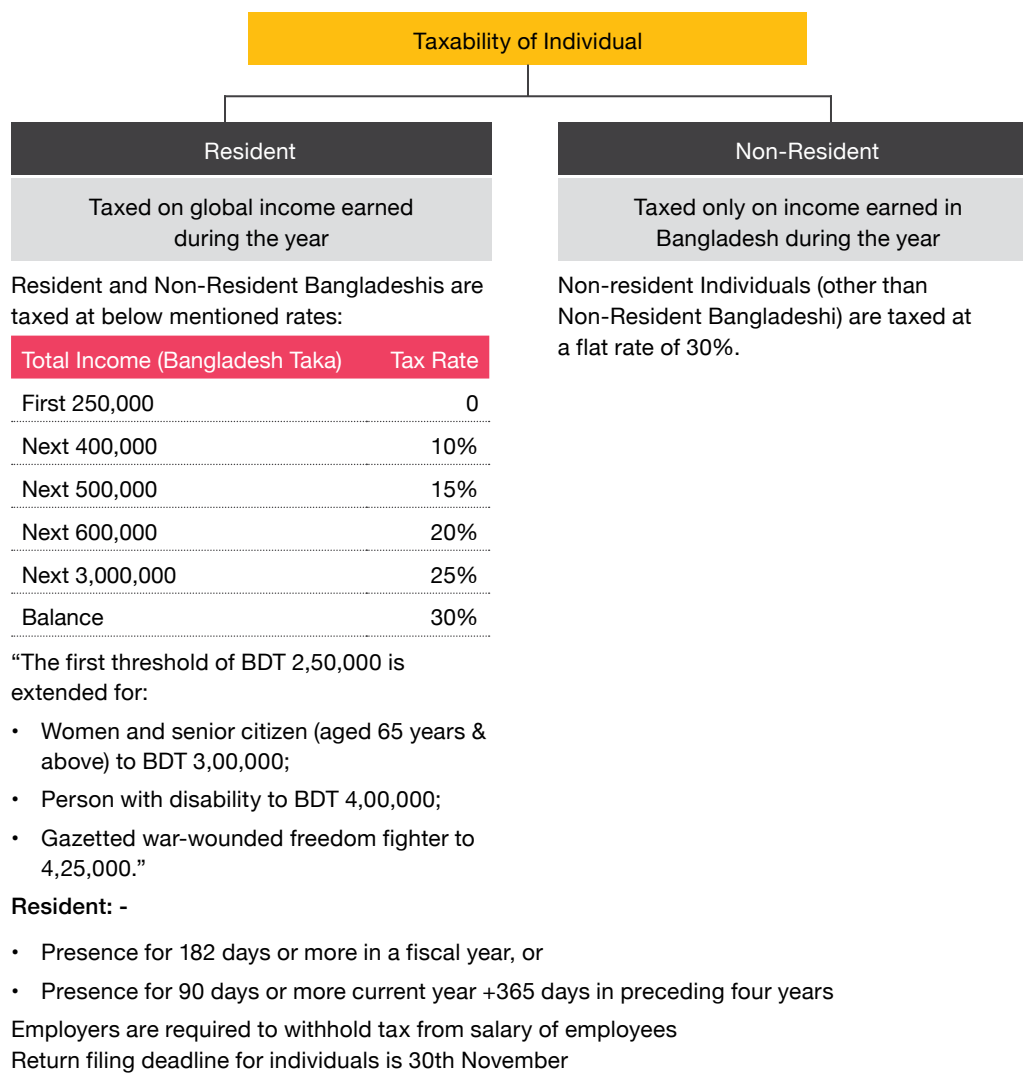 Taxability of Individual
Resident
Taxed on global income earned
during the year
Resident and Non-Resident Bangladeshis are
taxed at below mentioned rates:
Total Income (Bangladesh Taka) Tax Rate
First 250,000 0
Next 400,000 10%
Next 500,000 15%
Next 600,000 20%
Next 3,000,000 25%
Balance 30%
“The first threshold of BDT 2,50,000 is
extended for:
• Women and senior citizen (aged 65 years &
above) to BDT 3,00,000;
• Person with disability to BDT 4,00,000;
• Gazetted war-wounded freedom fighter to
4,25,000.”
Non-Resident
Taxed only on income earned in
Bangladesh during the year
Non-resident Individuals (other than
Non-Resident Bangladeshi) are taxed at
a flat rate of 30%.
Resident: -
• Presence for 182 days or more in a fiscal year, or
• Presence for 90 days or more current year +365 days in preceding four years
Employers are required to withhold tax from salary of employees
Return filing deadline for individuals is 30th November